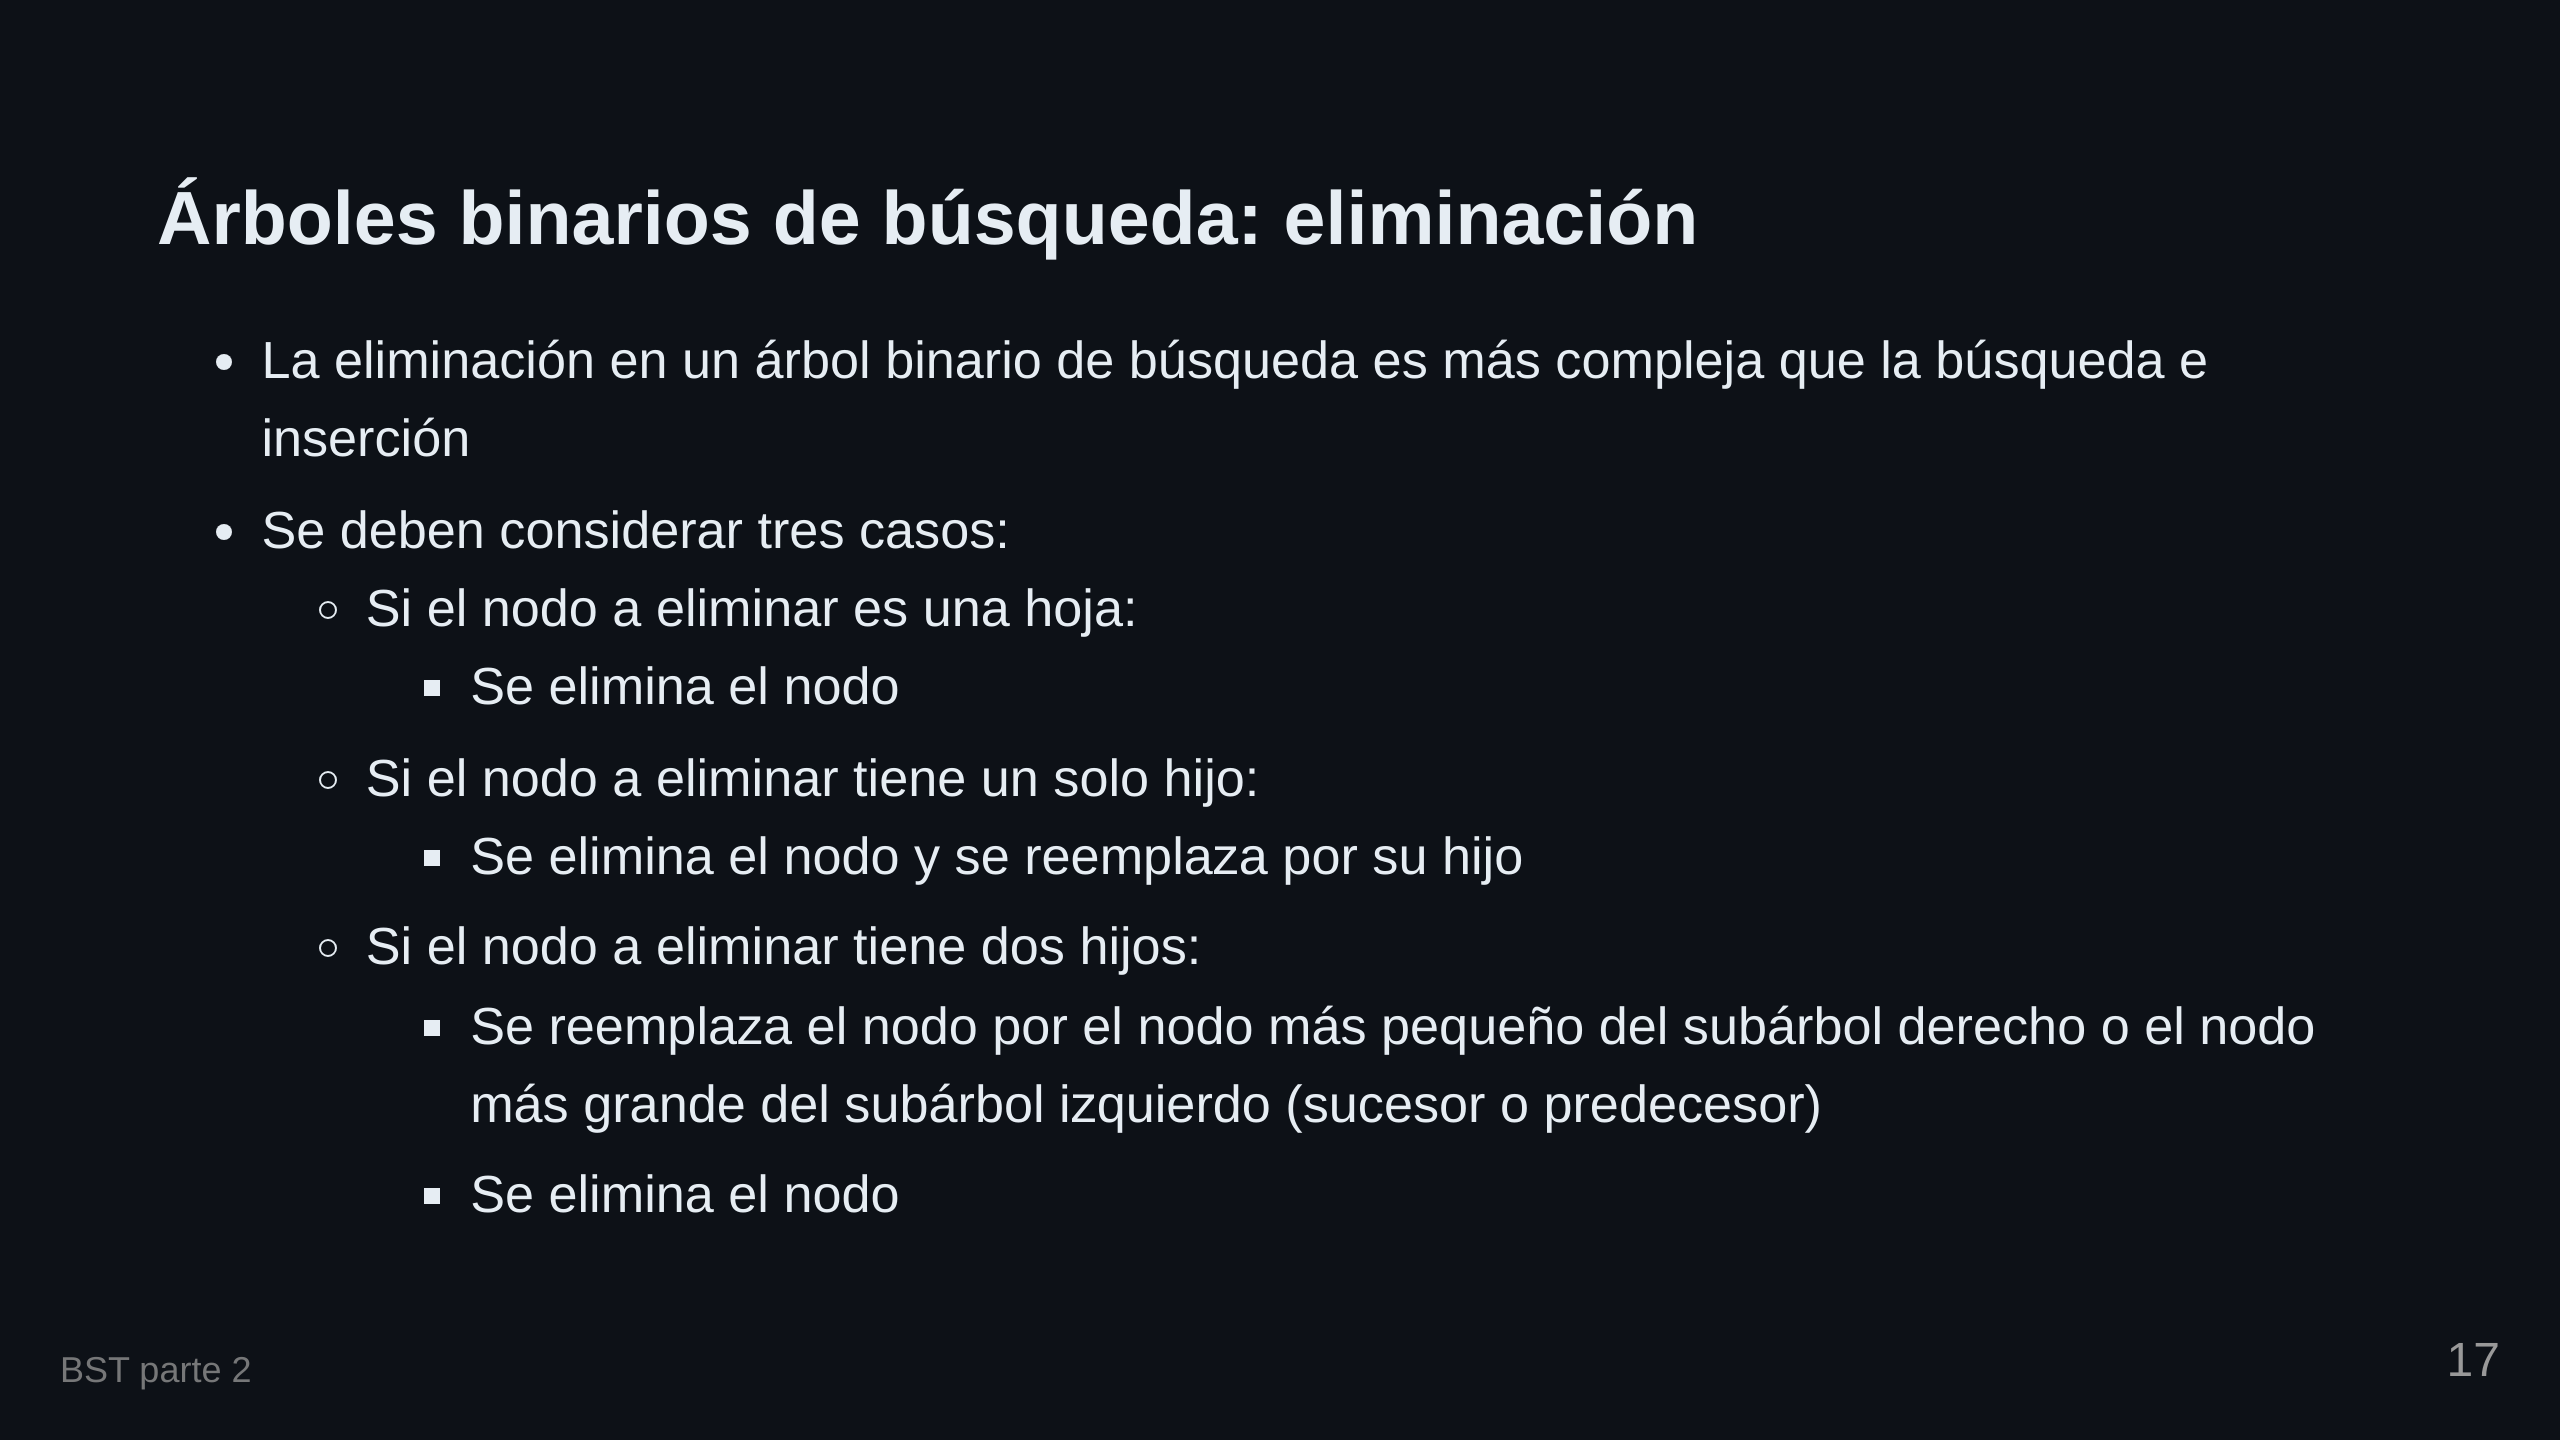 Árboles binarios de búsqueda: eliminación
La eliminación en un árbol binario de búsqueda es más compleja que la búsqueda e
inserción
Se deben considerar tres casos:
Si el nodo a eliminar es una hoja:
Se elimina el nodo
Si el nodo a eliminar tiene un solo hijo:
Se elimina el nodo y se reemplaza por su hijo
Si el nodo a eliminar tiene dos hijos:
Se reemplaza el nodo por el nodo más pequeño del subárbol derecho o el nodo
más grande del subárbol izquierdo (sucesor o predecesor)
Se elimina el nodo
BST parte 2
17